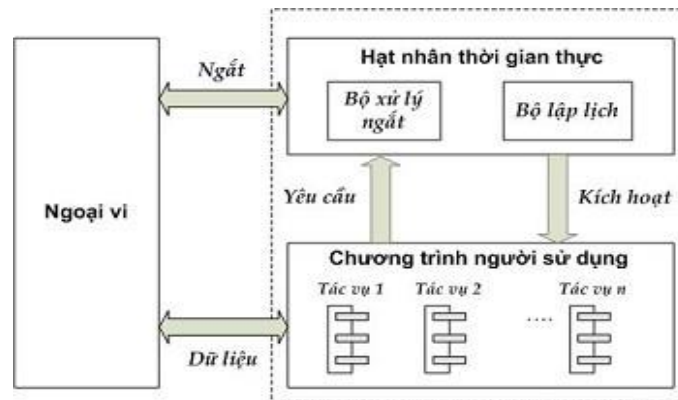 Ngoại vi
Ngắt
Hạt nhân thời gian thực
Bộ xử lý
ngắt
Bộ lập lịch
Yêu cầu
Kích hoạt
Chương trình người sử dụng
Tác vụ 1
Tác vụ 2
....
Tác vụ n
Dữ liệu